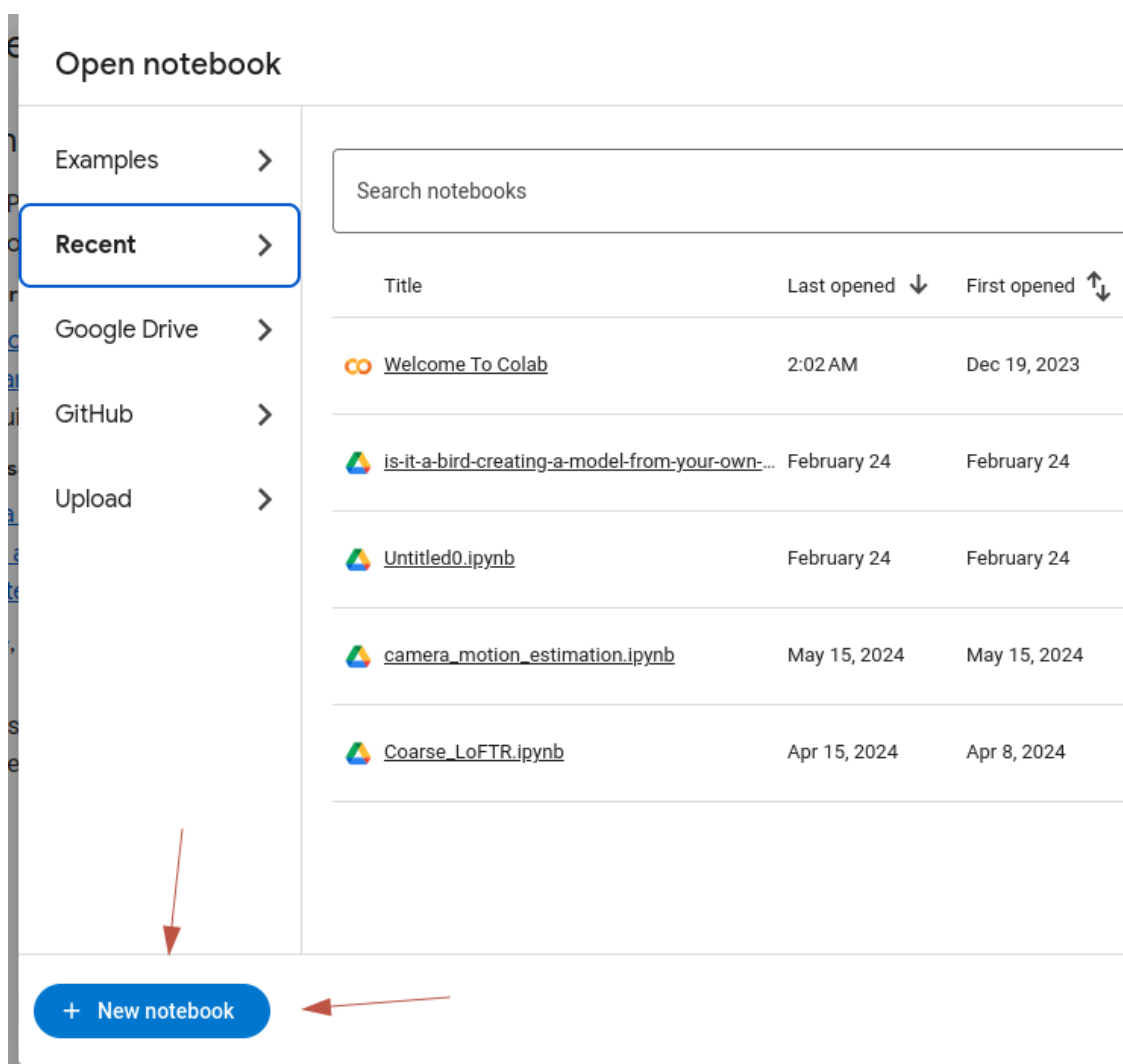 Open notebook
Examples
Recent
Google Drive
GitHub
Upload
Search notebooks
Title Last opened First opened
Welcome To Colab 2:02 AM Dec 19, 2023
is-it-a-bird-creating-a-model-from-your-own-... February 24 February 24
Untitled0.ipynb February 24 February 24
camera_motion_estimation.ipynb May 15, 2024 May 15, 2024
Coarse_LoFTR.ipynb Apr 15, 2024 Apr 8, 2024
+ New notebook